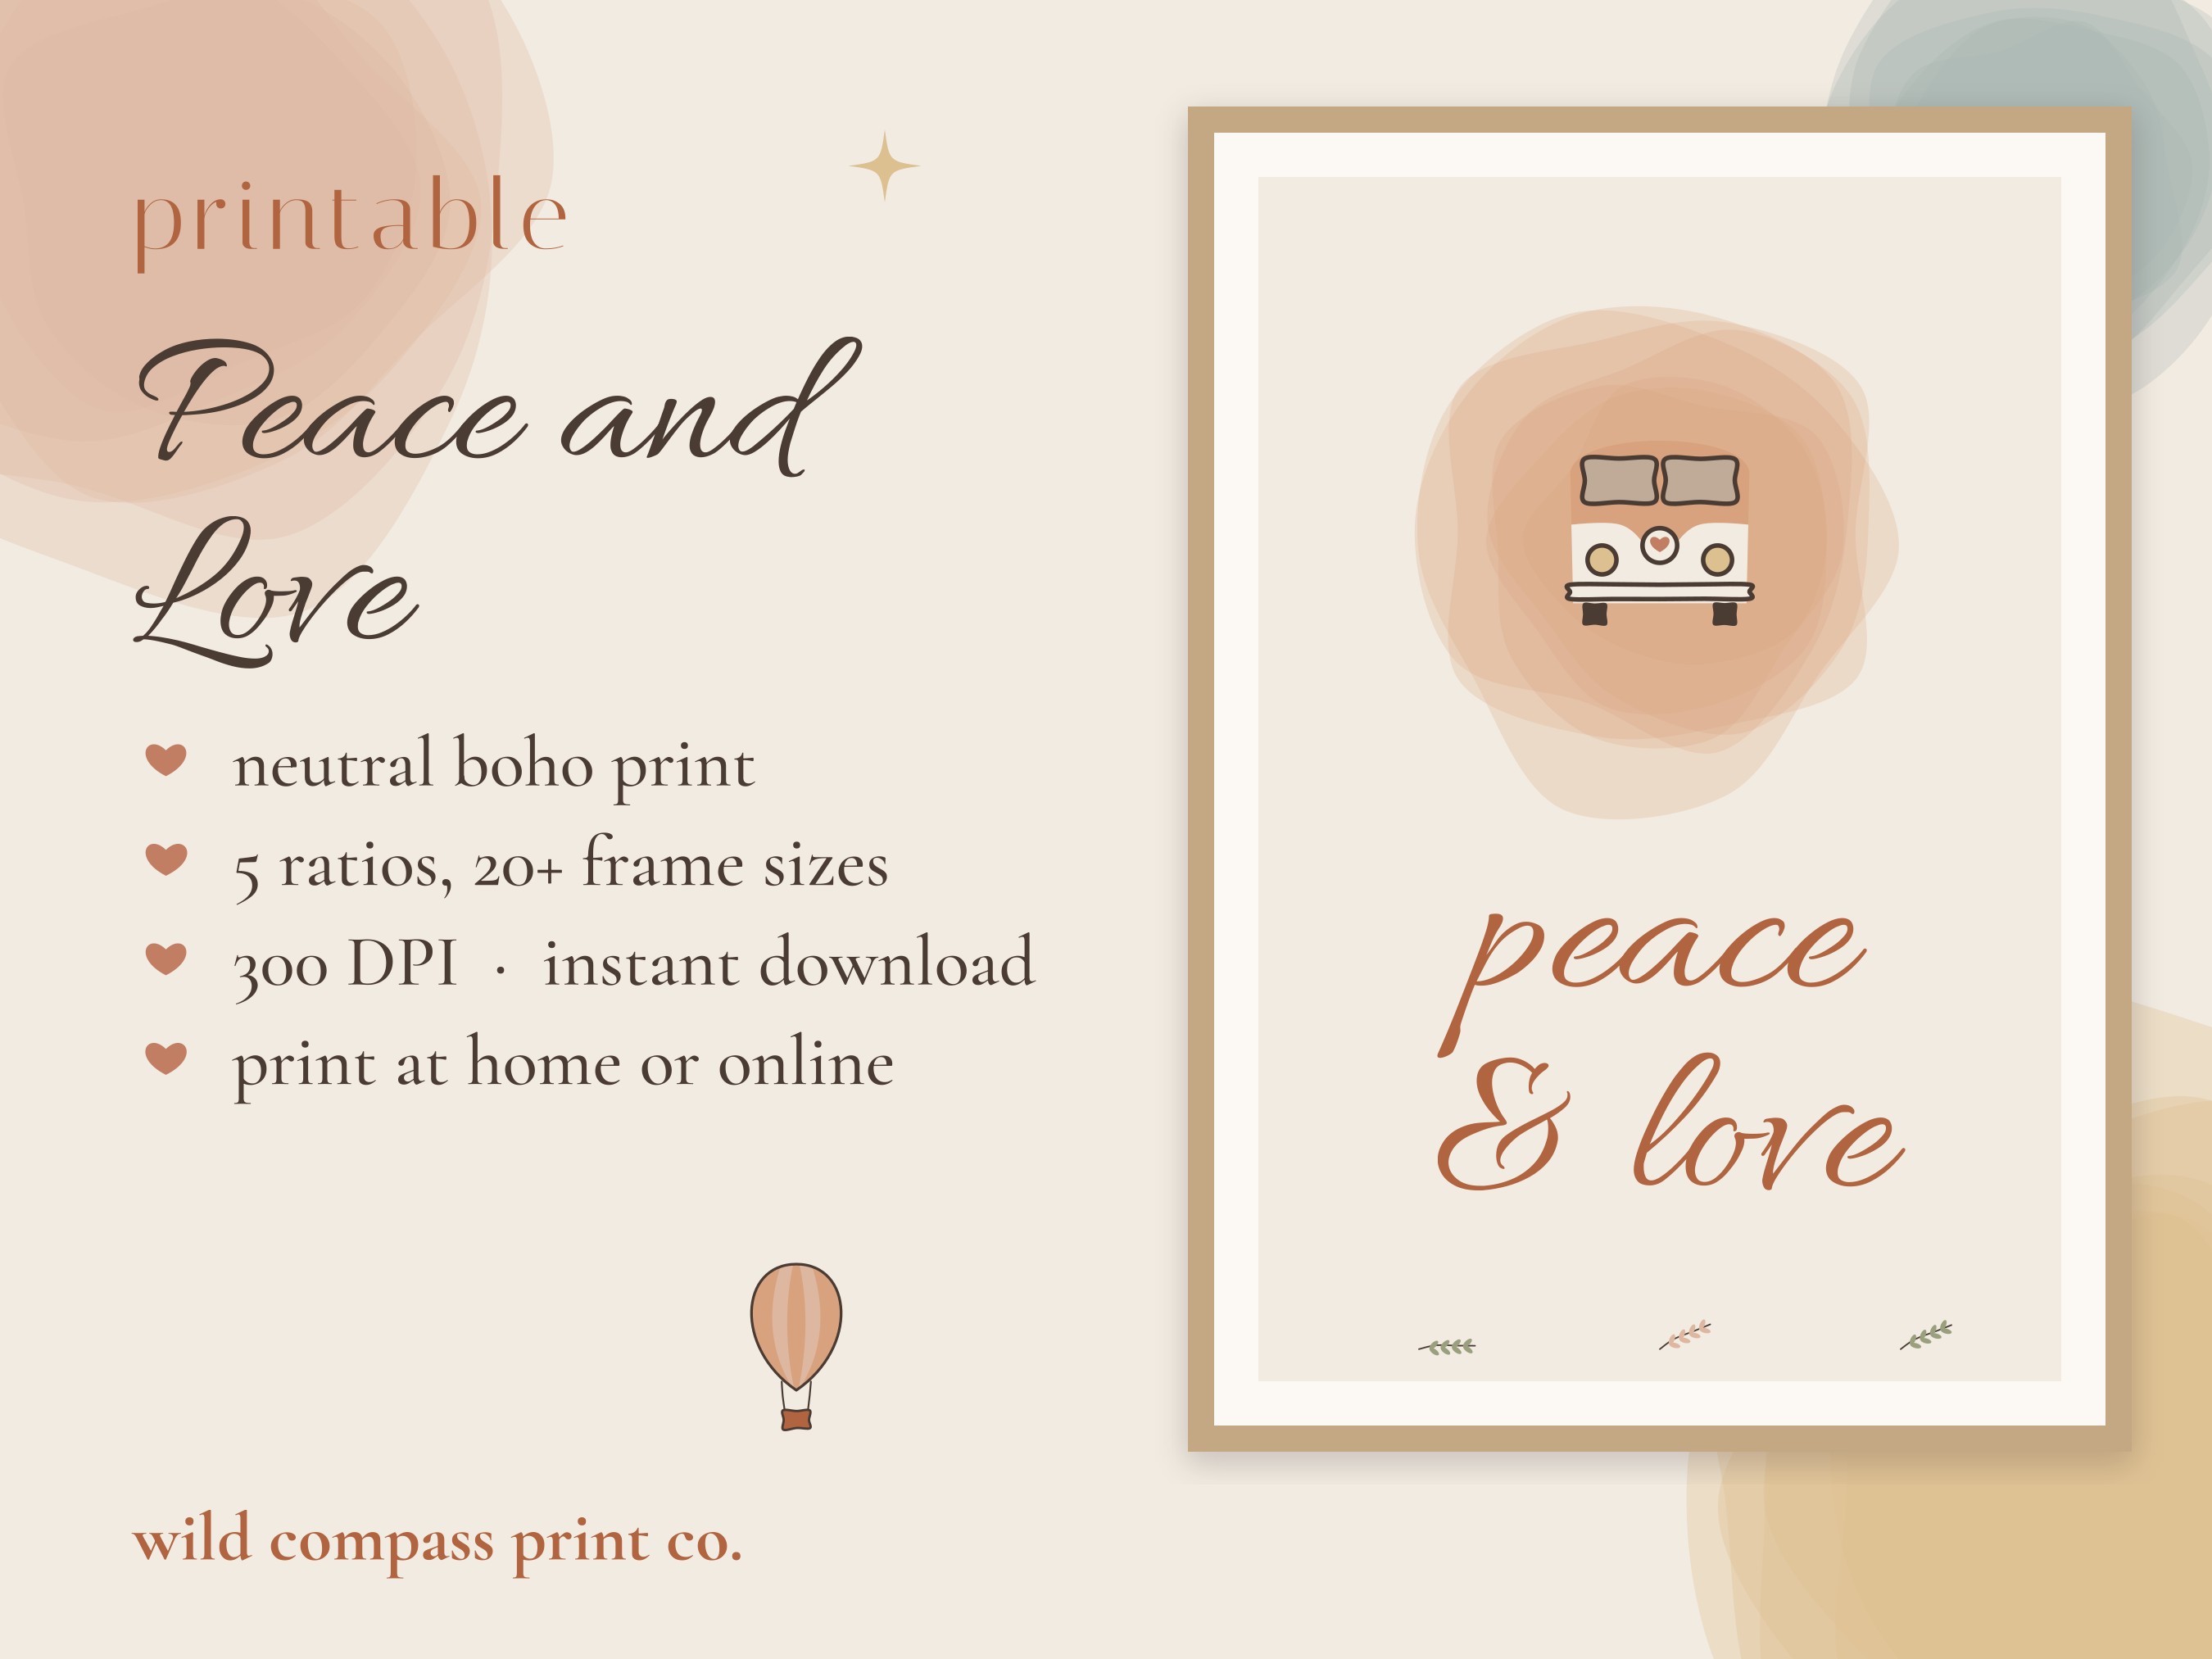 printable
Peace and
Love
neutral boho print
5 ratios, 20+ frame sizes
300 DPI · instant download
print at home or online
wild compass print co.
peace
& love